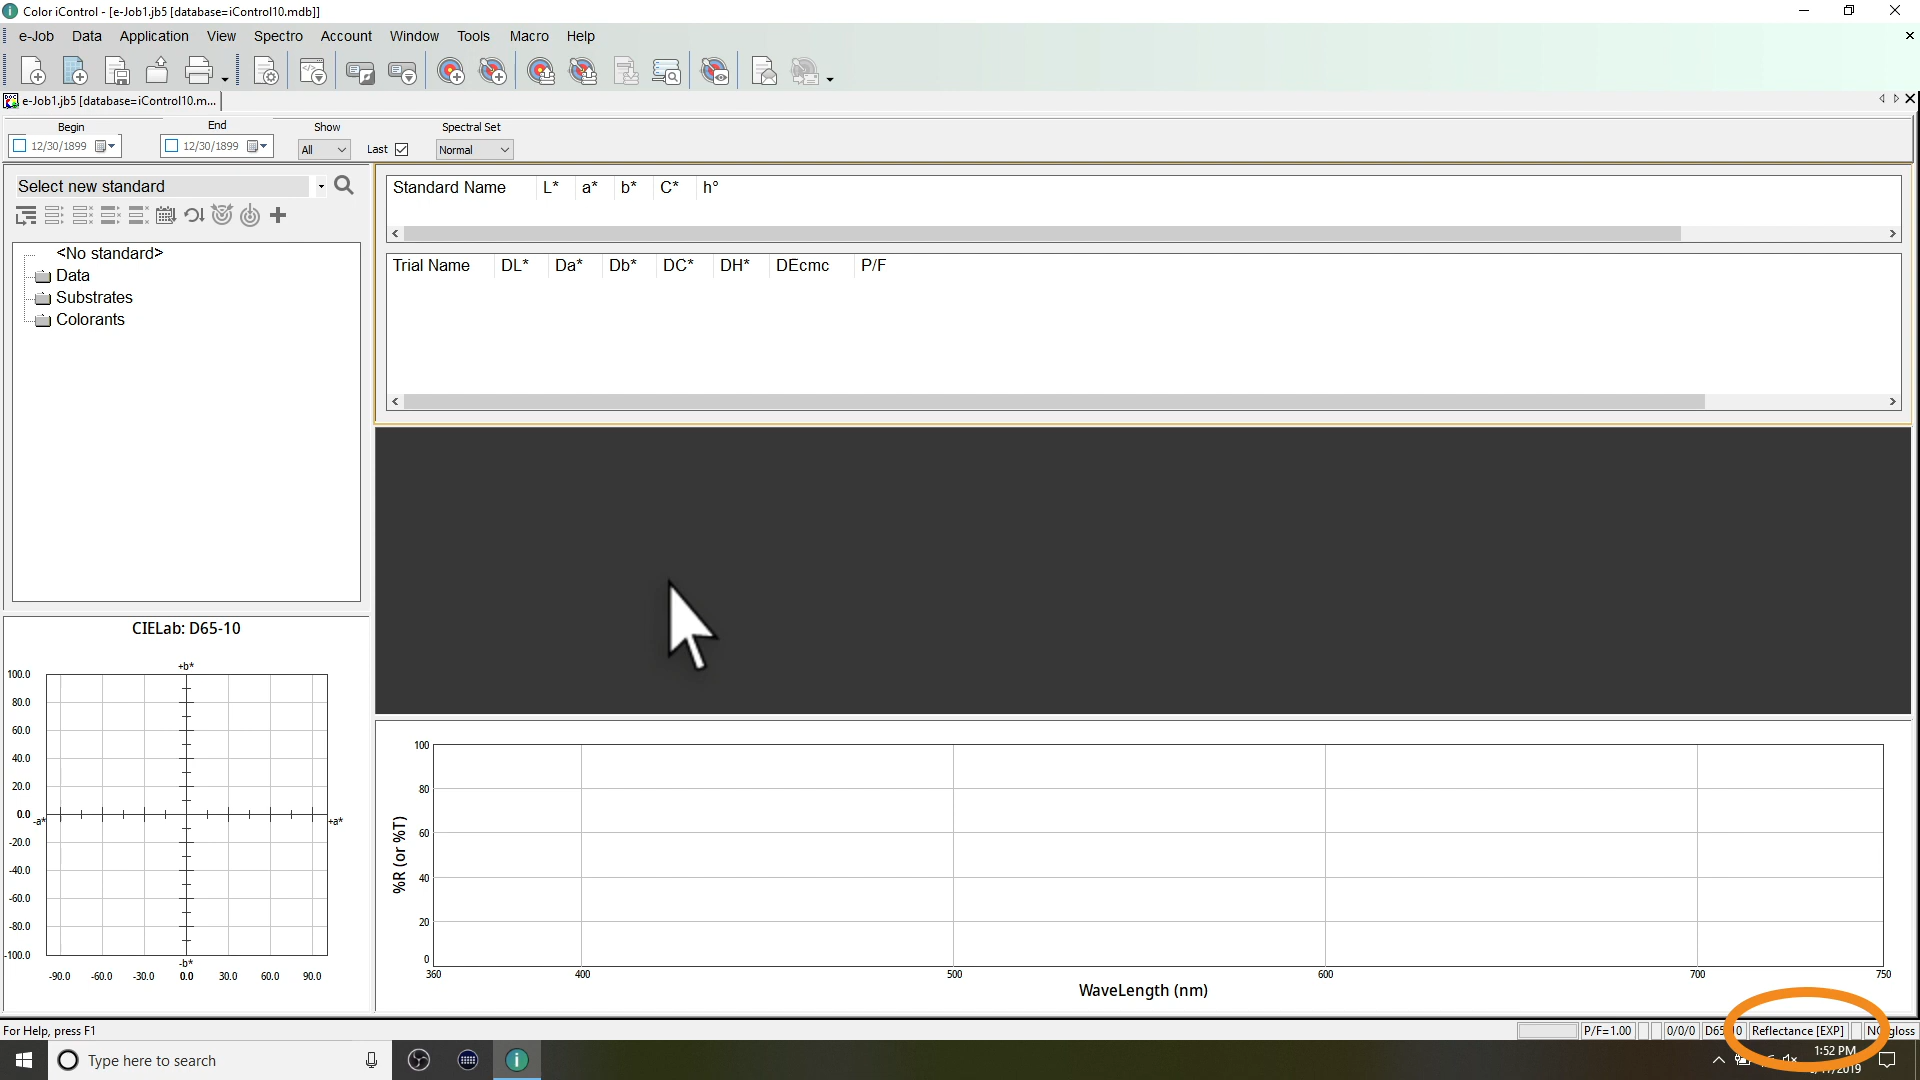 Color iControl - [e-Job1.jb5 [database=iControl10.mdb]]
e-Job Data Application View Spectro Account Window Tools Macro Help
e-Job1.jb5 [database=iControl10.m...
Begin End Show Spectral Set
12/30/1899 12/30/1899 All Last Normal
Select new standard
<No standard>
Data
Substrates
Colorants
Standard Name L* a* b* C* h°
Trial Name DL* Da* Db* DC* DH* DEcmc P/F
CIELab: D65-10
+b*
100.0
80.0
60.0
40.0
20.0
0.0
-a* +a*
-20.0
-40.0
-60.0
-80.0
-100.0
-b*
-90.0 -60.0 -30.0 0.0 30.0 60.0 90.0
%R (or %T)
100
80
60
40
20
0
360 400 500 600 700 750
WaveLength (nm)
For Help, press F1
P/F=1.00 0/0/0 Reflectance [EXP] gloss
Type here to search
1:52 PM